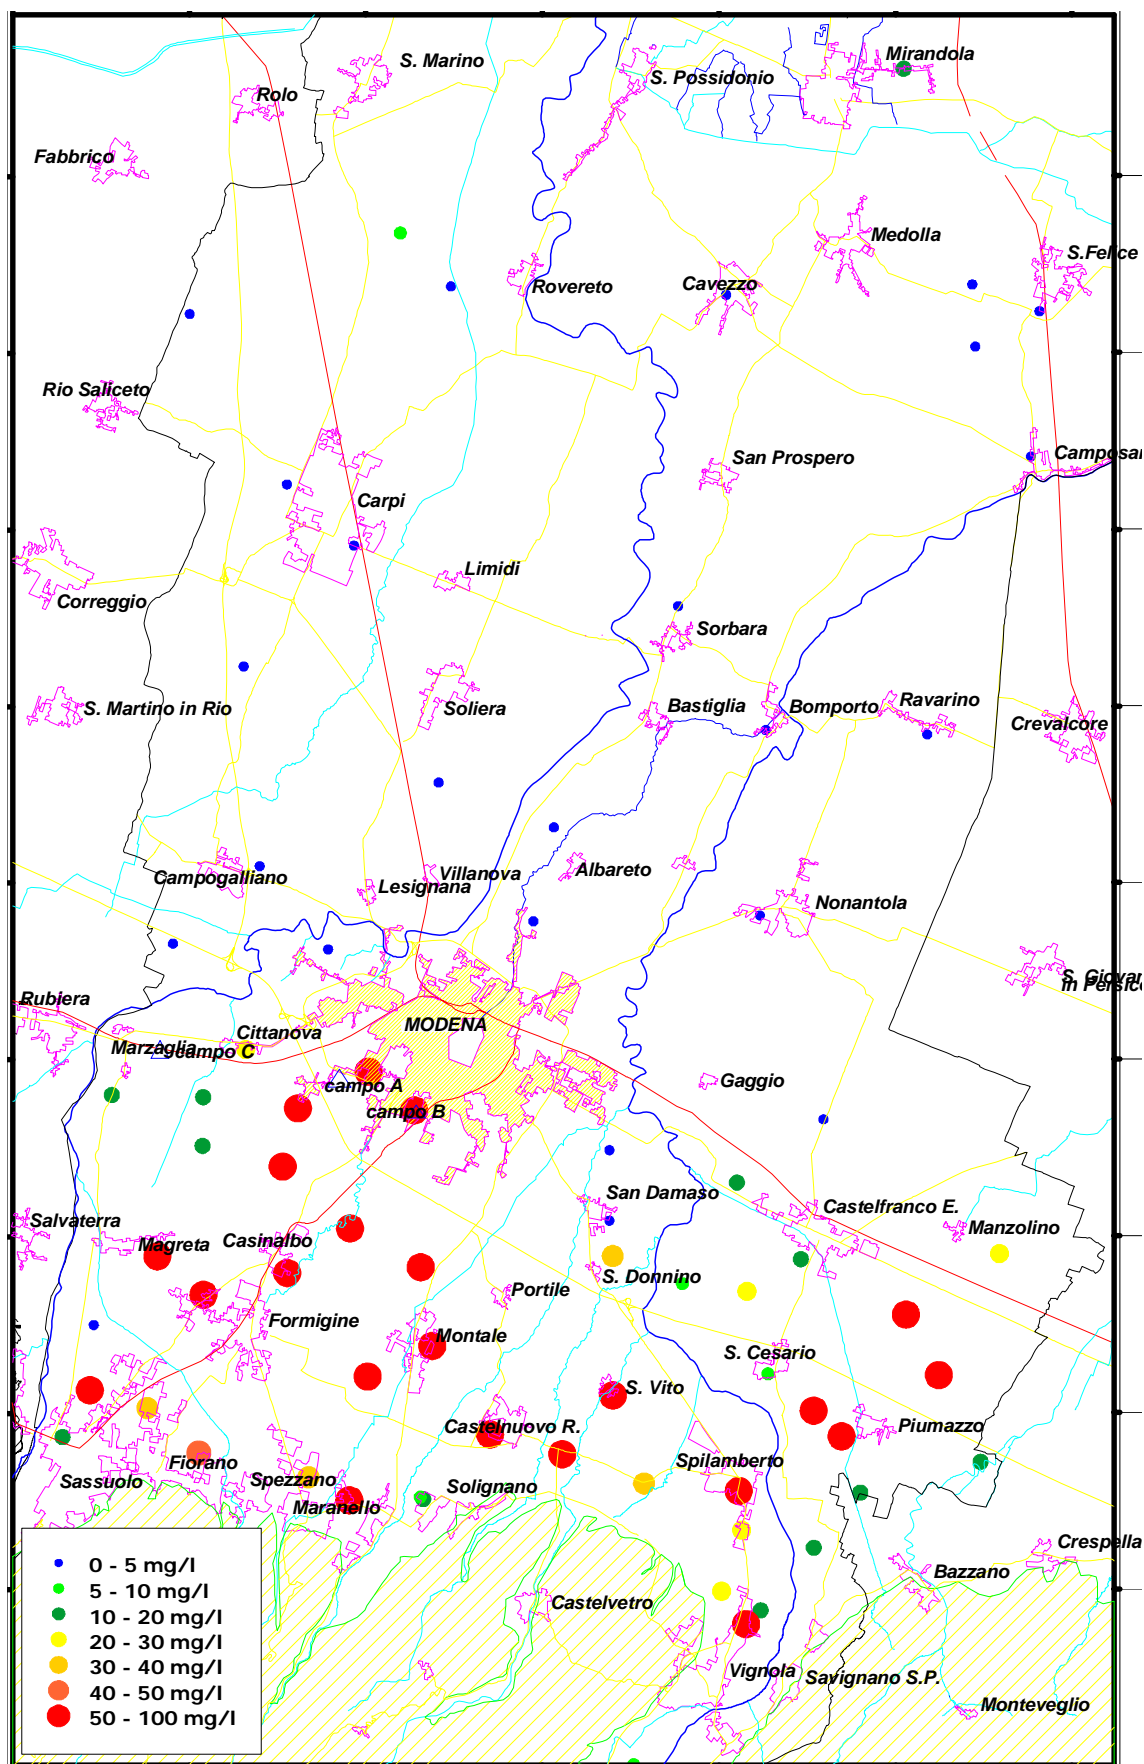 S. Marino
Mirandola
S. Possidonio
Rolo
Fabbrico
Medolla
S.Felice
Rovereto
Cavezzo
Rio Saliceto
San Prospero
Camposan
Carpi
Limidi
Correggio
Sorbara
S. Martino in Rio
Soliera
Bastiglia
Bomporto
Ravarino
Crevalcore
Campogalliano
Lesignana
Villanova
Albareto
Nonantola
S. Giovan
in Persice
Rubiera
MODENA
Cittanova
Marzaglia
campo C
campo A
campo B
Gaggio
San Damaso
Castelfranco E.
Manzolino
Salvaterra
Magreta
Casinalbo
S. Donnino
Portile
Formigine
Montale
S. Cesario
S. Vito
Castelnuovo R.
Piumazzo
Fiorano
Sassuolo
Spezzano
Maranello
Solignano
Spilamberto
Crespella
Bazzano
Castelvetro
Vignola
Savignano S.P.
Monteveglio
0 - 5 mg/l
5 - 10 mg/l
10 - 20 mg/l
20 - 30 mg/l
30 - 40 mg/l
40 - 50 mg/l
50 - 100 mg/l